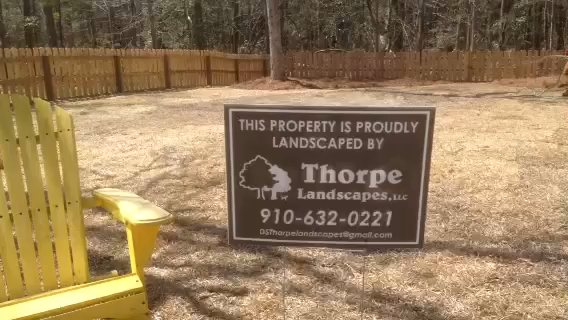 THIS PROPERTY IS PROUDLY
LANDSCAPED BY
Thorpe
Landscapes, LLC
910-632-0221
DSThorpelandscapes@gmail.com